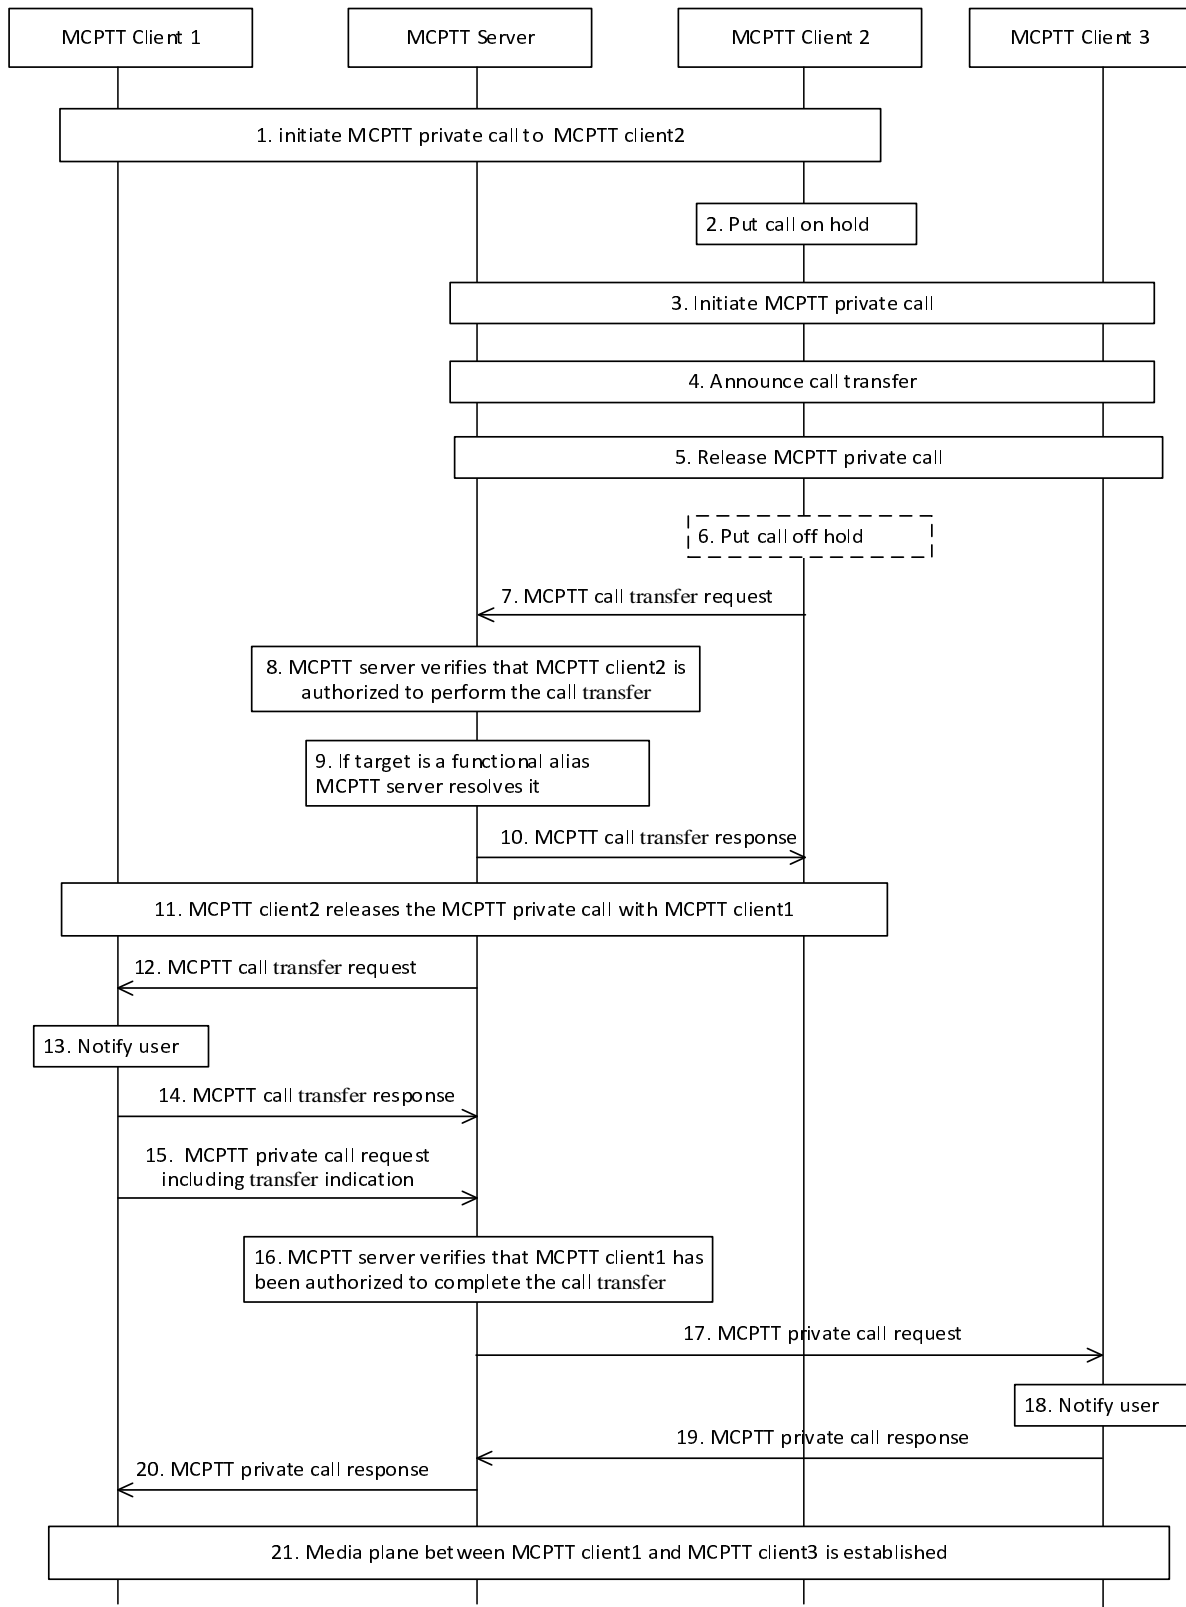 MCPTT Client 1
MCPTT Server
MCPTT Client 2
MCPTT Client 3
1. initiate MCPTT private call to MCPTT client2
2. Put call on hold
3. Initiate MCPTT private call
4. Announce call transfer
5. Release MCPTT private call
6. Put call off hold
7. MCPTT call transfer request
8. MCPTT server verifies that MCPTT client2 is
authorized to perform the call transfer
9. If target is a functional alias
MCPTT server resolves it
10. MCPTT call transfer response
11. MCPTT client2 releases the MCPTT private call with MCPTT client1
12. MCPTT call transfer request
13. Notify user
14. MCPTT call transfer response
15. MCPTT private call request
including transfer indication
16. MCPTT server verifies that MCPTT client1 has
been authorized to complete the call transfer
17. MCPTT private call request
18. Notify user
19. MCPTT private call response
20. MCPTT private call response
21. Media plane between MCPTT client1 and MCPTT client3 is established